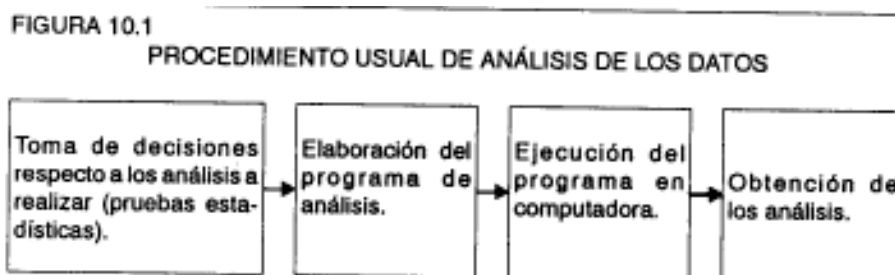 FIGURA 10.1
PROCEDIMIENTO USUAL DE ANÁLISIS DE LOS DATOS
Toma de decisiones
respecto a los análisis a
realizar (pruebas esta-
dísticas).
Elaboración del
programa de
análisis.
Ejecución del
programa en
computadora.
Obtención de
los análisis.